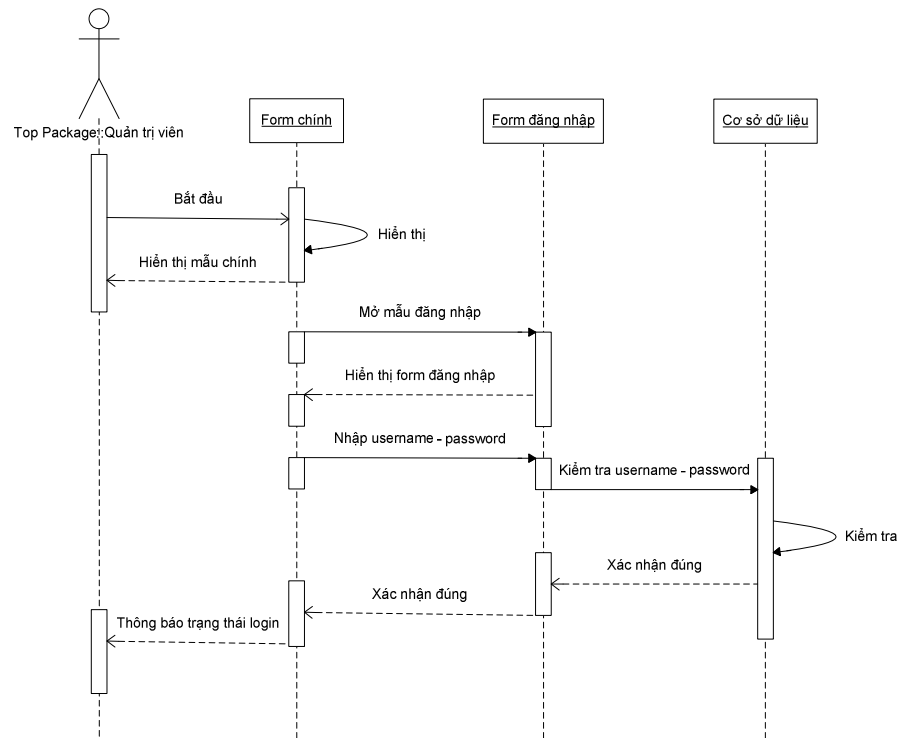 Form chính
Form đăng nhập
Cơ sở dữ liệu
Top Package::Quản trị viên
Bắt đầu
Hiển thị
Hiển thị mẫu chính
Mở mẫu đăng nhập
Hiển thị form đăng nhập
Nhập username - password
Kiểm tra username - password
Kiểm tra
Xác nhận đúng
Xác nhận đúng
Thông báo trạng thái login